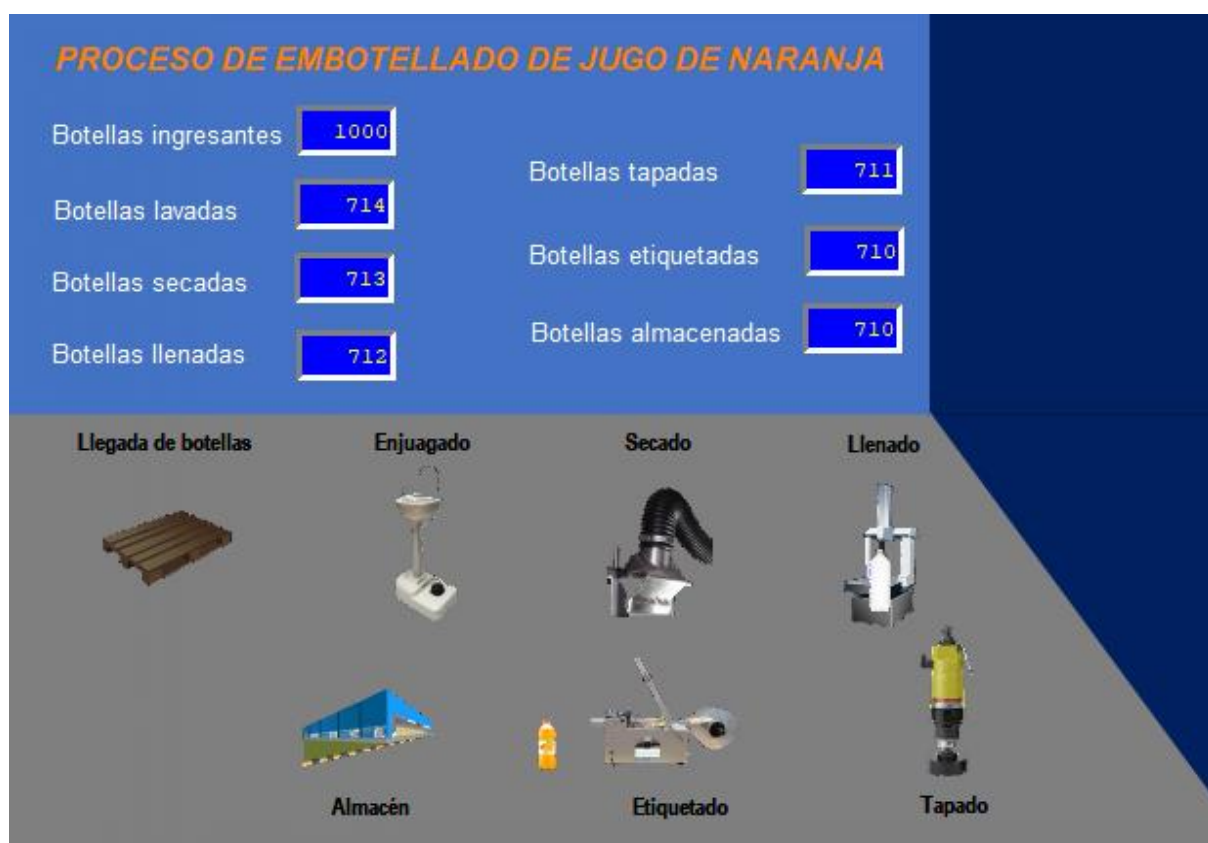 PROCESO DE EMBOTELLADO DE JUGO DE NARANJA
Botellas ingresantes 1000
Botellas lavadas 714
Botellas secadas 713
Botellas llenadas 712
Botellas tapadas 711
Botellas etiquetadas 710
Botellas almacenadas 710
Llegada de botellas Enjuagado Secado Llenado
Almacén Etiquetado Tapado